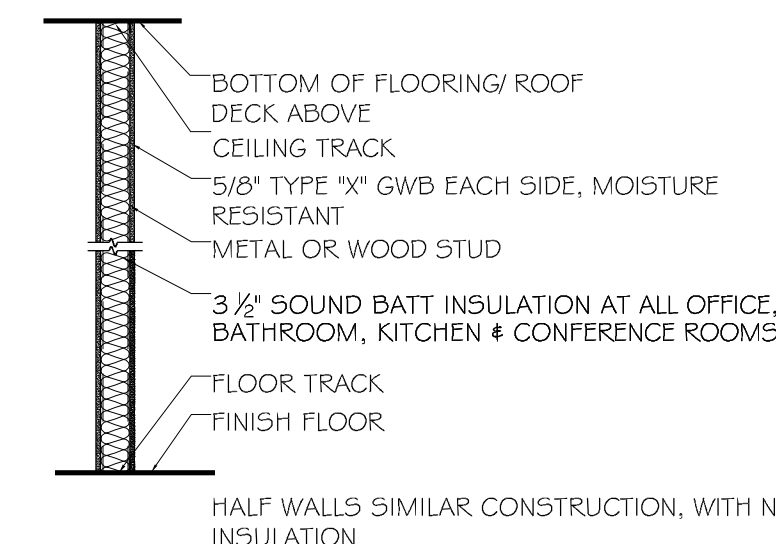 BOTTOM OF FLOORING/ ROOF
DECK ABOVE
CEILING TRACK
5/8" TYPE "X" GWB EACH SIDE, MOISTURE
RESISTANT
METAL OR WOOD STUD
3 ½" SOUND BATT INSULATION AT ALL OFFICE,
BATHROOM, KITCHEN & CONFERENCE ROOMS
FLOOR TRACK
FINISH FLOOR
HALF WALLS SIMILAR CONSTRUCTION, WITH
INSULATION